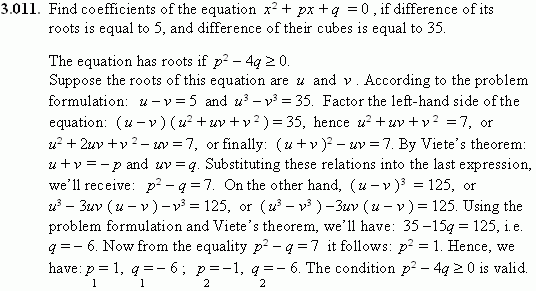 3.011. Find coefficients of the equation x² + px + q = 0 , if difference of its
roots is equal to 5, and difference of their cubes is equal to 35.
The equation has roots if p² – 4q ≥ 0.
Suppose the roots of this equation are u and v . According to the problem
formulation: u – v = 5 and u³ – v³ = 35. Factor the left-hand side of the
equation: ( u – v ) ( u² + uv + v² ) = 35, hence u² + uv + v² = 7, or
u² + 2uv + v² – uv = 7, or finally: ( u + v )² – uv = 7. By Viete's theorem:
u + v = – p and uv = q. Substituting these relations into the last expression,
we'll receive: p² – q = 7. On the other hand, ( u – v )³ = 125, or
u³ – 3uv ( u – v ) – v³ = 125, or ( u³ – v³ ) –3uv ( u – v ) = 125. Using the
problem formulation and Viete's theorem, we'll have: 35 –15q = 125, i.e.
q = – 6. Now from the equality p² – q = 7 it follows: p² = 1. Hence, we
have: p₁ = 1, q₁ = – 6 ; p₂ = –1, q₂ = – 6. The condition p² – 4q ≥ 0 is valid.